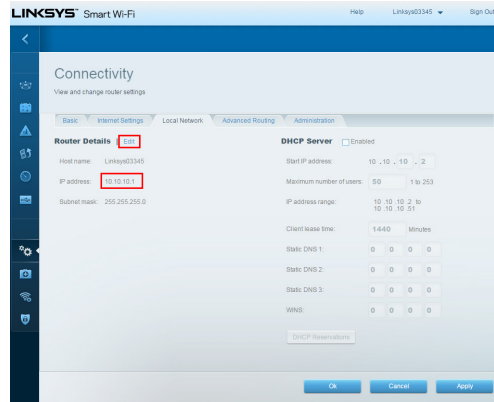 LINKSYS™ Smart Wi-Fi
Help Linksys03345 Sign Out
Connectivity
View and change router settings
Basic Internet Settings Local Network Advanced Routing Administration
Router Details | Edit
DHCP Server Enabled
Host name: Linksys03345
Start IP address: 10 . 10 . 10 . 2
IP address: 10.10.10.1
Maximum number of users: 50 1 to 253
Subnet mask: 255.255.255.0
IP address range: 10 .10 .10 .2 to
10 .10 .10 .51
Client lease time: 1440 Minutes
Static DNS 1: 0 0 0 0
Static DNS 2: 0 0 0 0
Static DNS 3: 0 0 0 0
WINS: 0 0 0 0
DHCP Reservations
Ok Cancel Apply